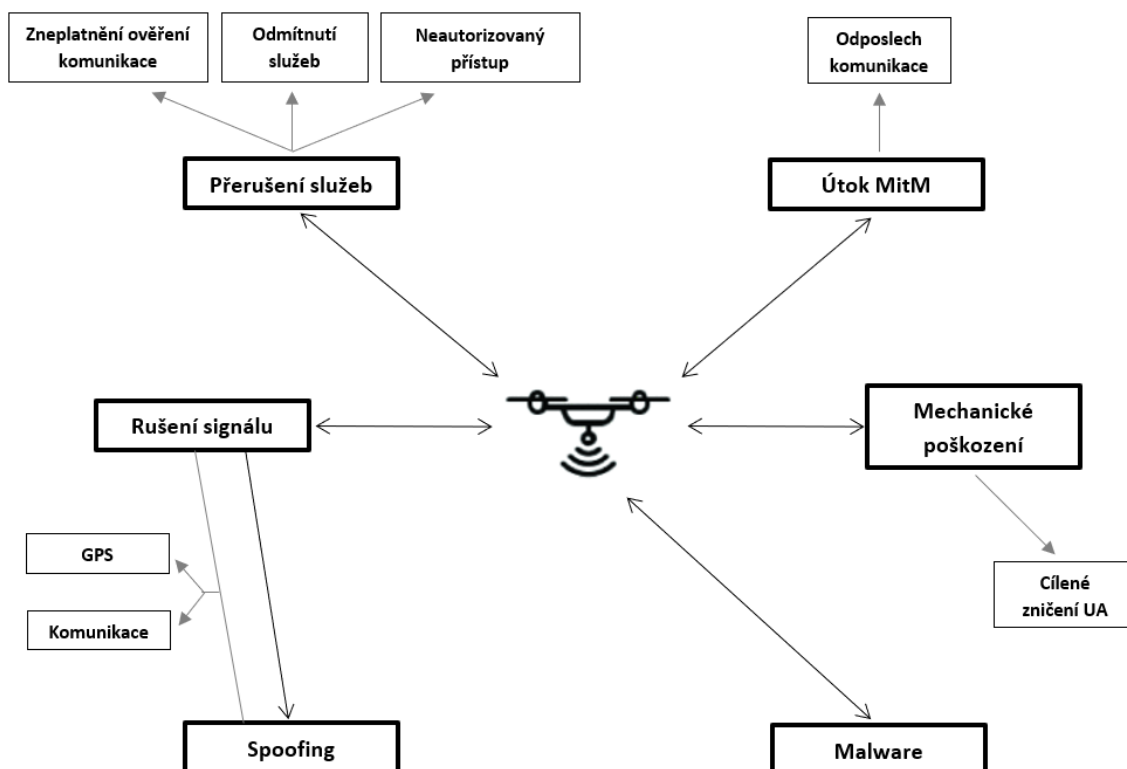 Zneplatnění ověření
komunikace
Odmítnutí
služeb
Neautorizovaný
přístup
Odposlech
komunikace
Přerušení služeb
Útok MitM
Rušení signálu
Mechanické
poškození
GPS
Komunikace
Cílené
zničení UA
Spoofing
Malware